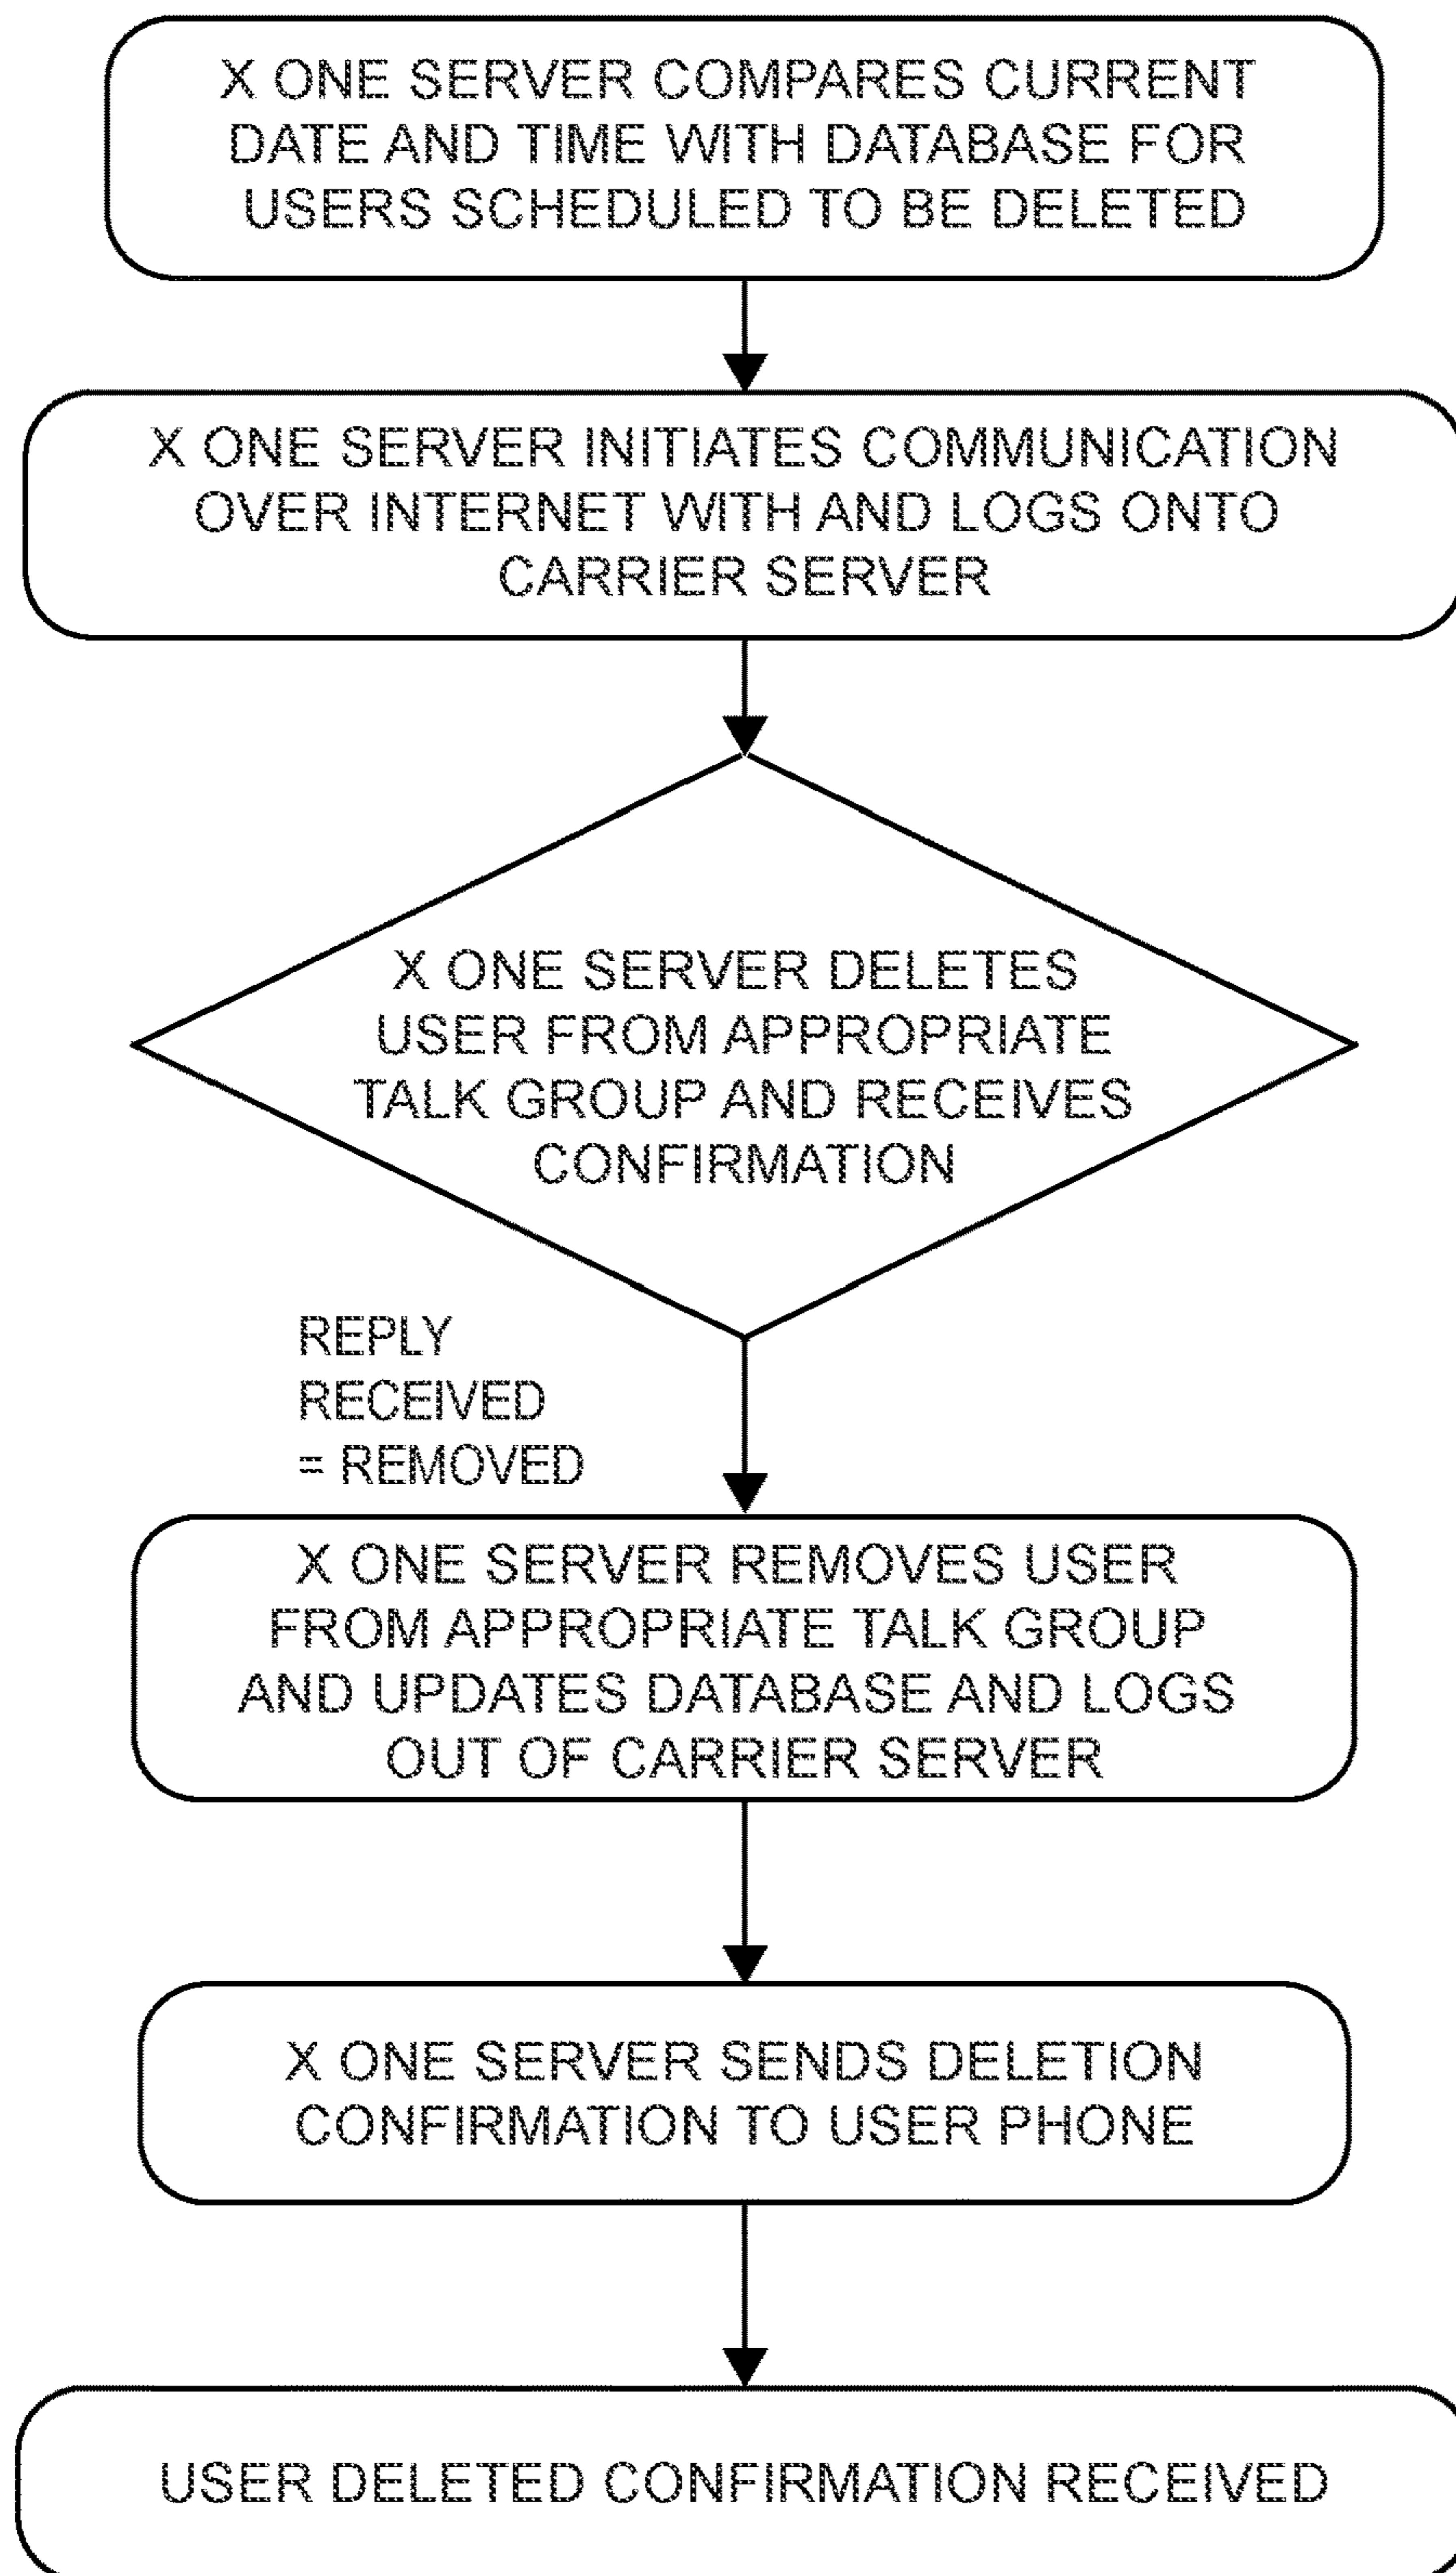 X ONE SERVER COMPARES CURRENT
DATE AND TIME WITH DATABASE FOR
USERS SCHEDULED TO BE DELETED
X ONE SERVER INITIATES COMMUNICATION
OVER INTERNET WITH AND LOGS ONTO
CARRIER SERVER
X ONE SERVER DELETES
USER FROM APPROPRIATE
TALK GROUP AND RECEIVES
CONFIRMATION
REPLY
RECEIVED
= REMOVED
X ONE SERVER REMOVES USER
FROM APPROPRIATE TALK GROUP
AND UPDATES DATABASE AND LOGS
OUT OF CARRIER SERVER
X ONE SERVER SENDS DELETION
CONFIRMATION TO USER PHONE
USER DELETED CONFIRMATION RECEIVED